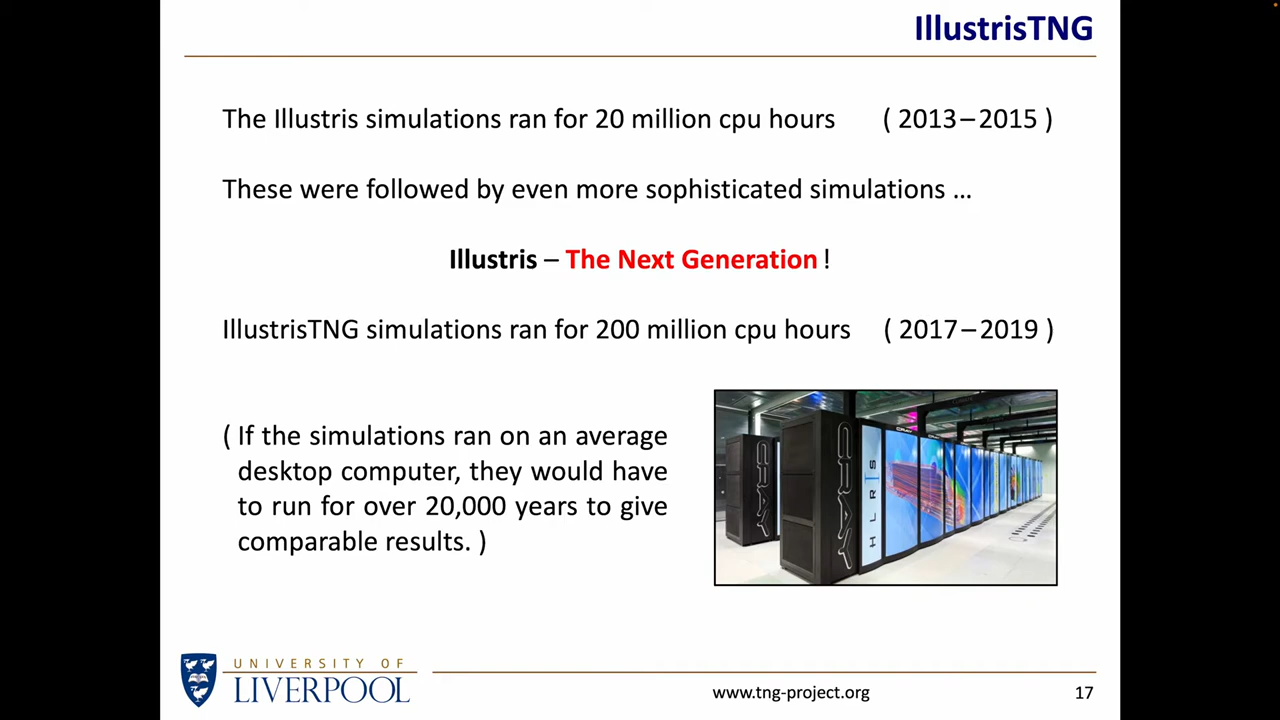 IllustrisTNG
The Illustris simulations ran for 20 million cpu hours ( 2013 – 2015 )
These were followed by even more sophisticated simulations …
Illustris – The Next Generation !
IllustrisTNG simulations ran for 200 million cpu hours ( 2017 – 2019 )
( If the simulations ran on an average
desktop computer, they would have
to run for over 20,000 years to give
comparable results. )
CRAY
CRAY
H L R I S
UNIVERSITY OF
LIVERPOOL
www.tng-project.org
17